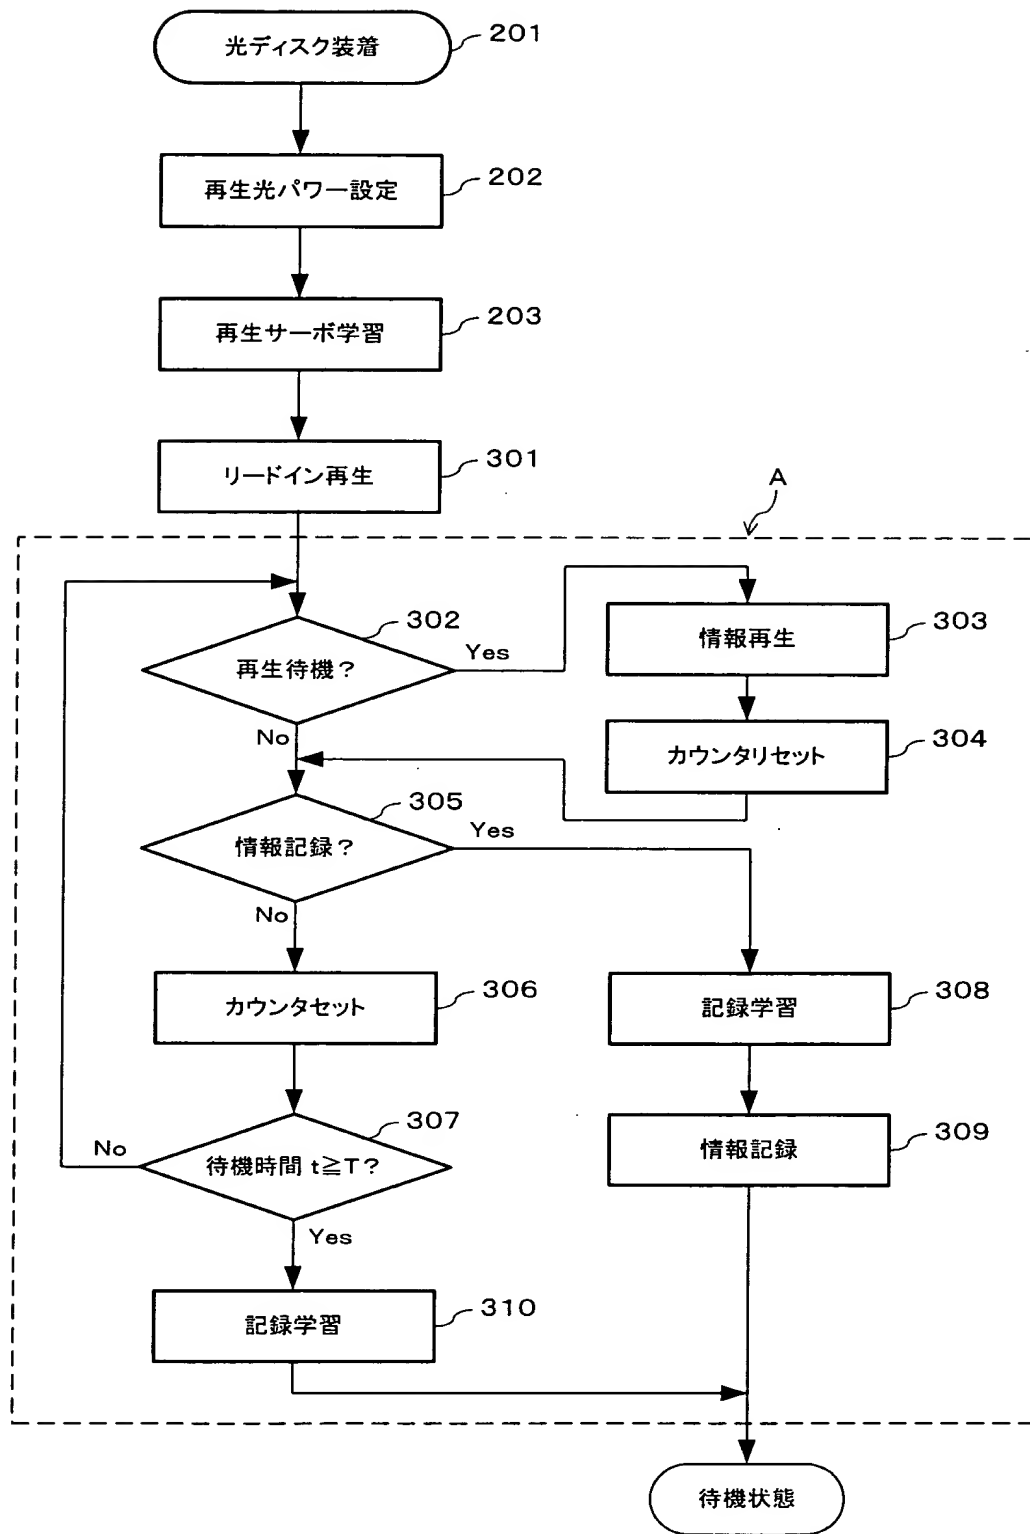 光ディスク装着
201
再生光パワー設定
202
再生サーボ学習
203
リードイン再生
301
A
再生待機？
302
Yes
No
情報再生
303
カウンタリセット
304
情報記録？
305
Yes
No
カウンタセット
306
記録学習
308
待機時間 t≧T？
307
No
Yes
情報記録
309
記録学習
310
待機状態